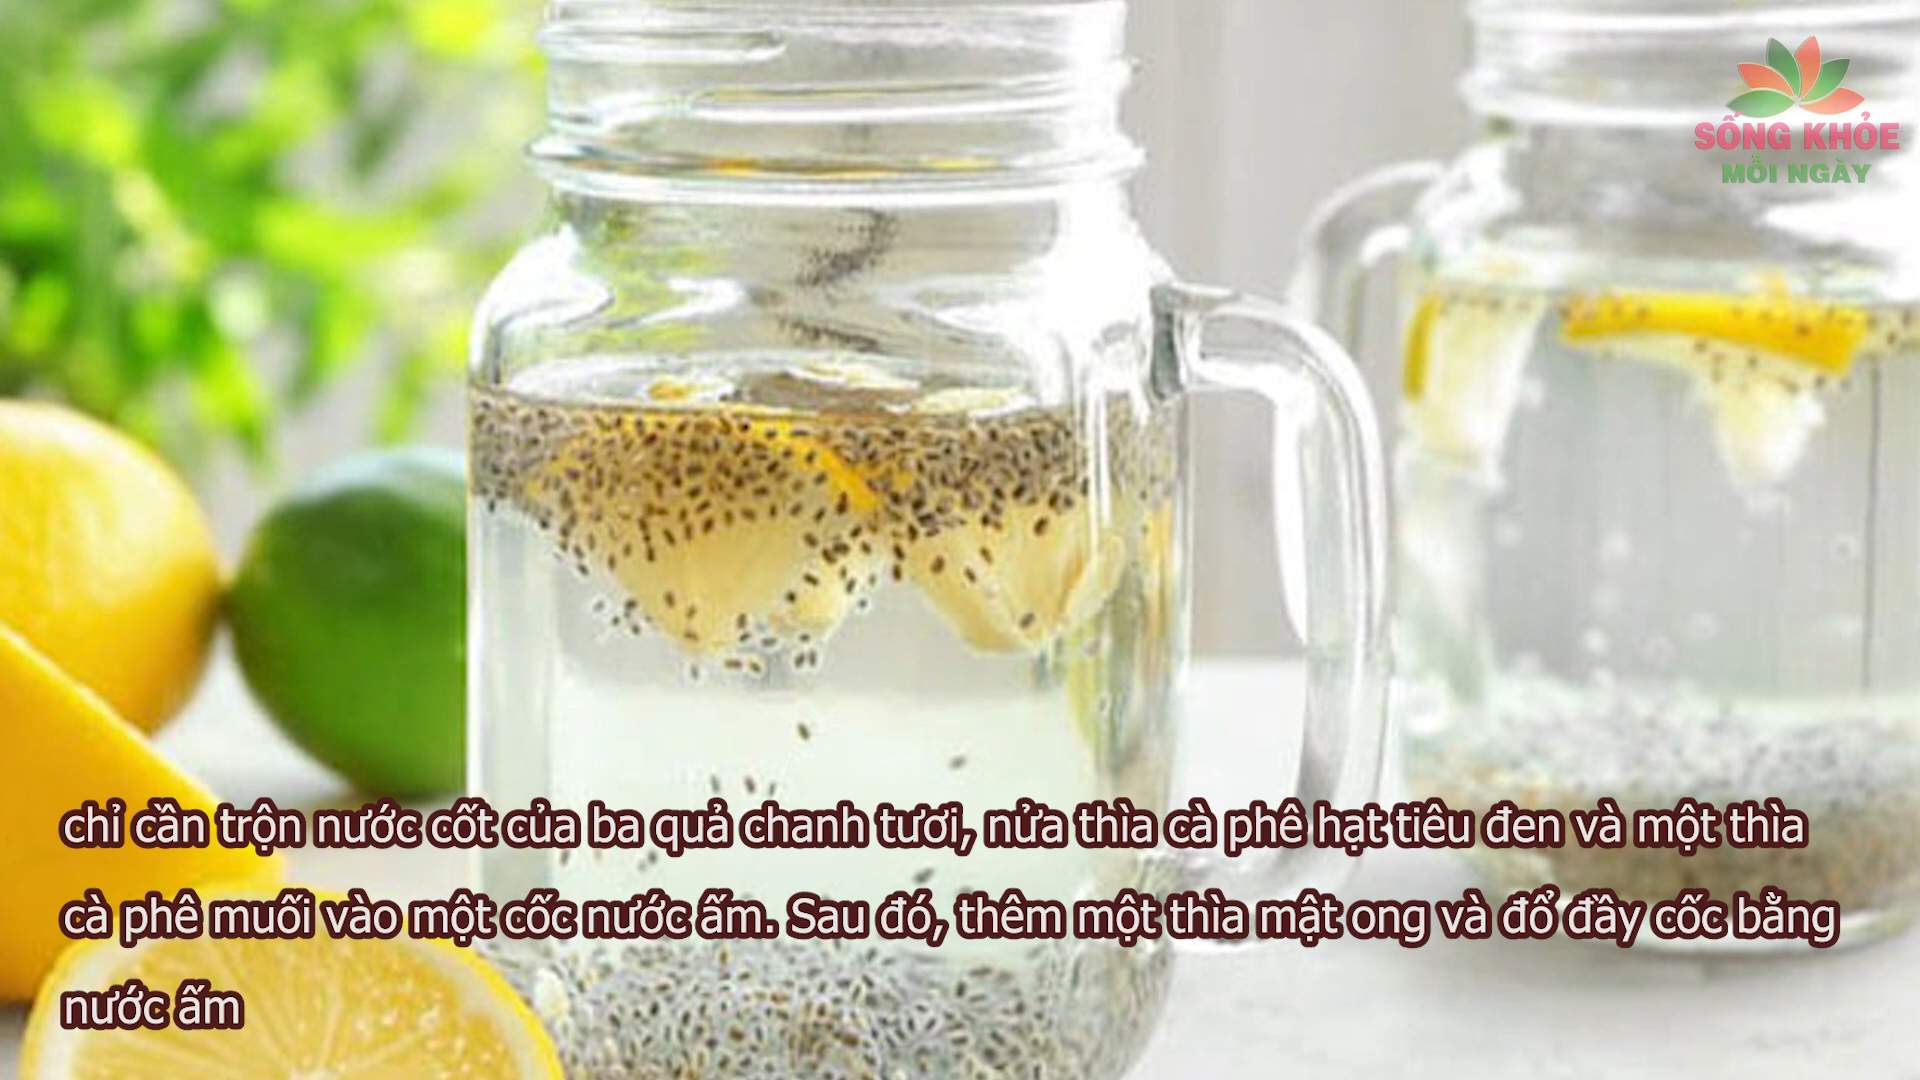 SỐNG KHỎE
MỖI NGÀY
chỉ cần trộn nước cốt của ba quả chanh tươi, nửa thìa cà phê hạt tiêu đen và một thìa
cà phê muối vào một cốc nước ấm. Sau đó, thêm một thìa mật ong và đổ đầy cốc bằng
nước ấm